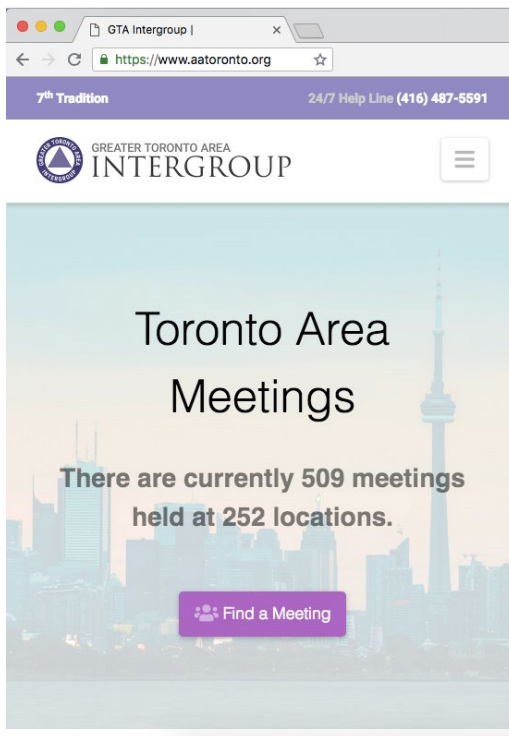 GTA Intergroup |
https://www.aatoronto.org
7th Tradition
24/7 Help Line (416) 487-5591
GREATER TORONTO AREA
INTERGROUP
Toronto Area
Meetings
There are currently 509 meetings
held at 252 locations.
Find a Meeting